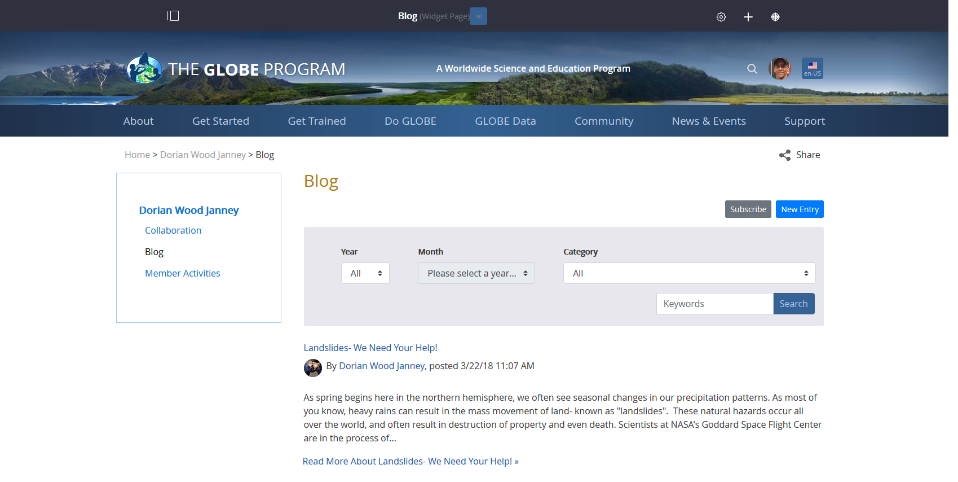 Blog (Widget Page)
THE GLOBE PROGRAM
A Worldwide Science and Education Program
en-US
About Get Started Get Trained Do GLOBE GLOBE Data Community News & Events Support
Home > Dorian Wood Janney > Blog
Share
Dorian Wood Janney
Collaboration
Blog
Member Activities
Blog
Subscribe New Entry
Year Month Category
All Please select a year... All
Keywords Search
Landslides- We Need Your Help!
By Dorian Wood Janney, posted 3/22/18 11:07 AM
As spring begins here in the northern hemisphere, we often see seasonal changes in our precipitation patterns. As most of
you know, heavy rains can result in the mass movement of land- known as "landslides".  These natural hazards occur all
over the world, and often result in destruction of property and even death. Scientists at NASA's Goddard Space Flight Center
are in the process of...
Read More About Landslides- We Need Your Help! »